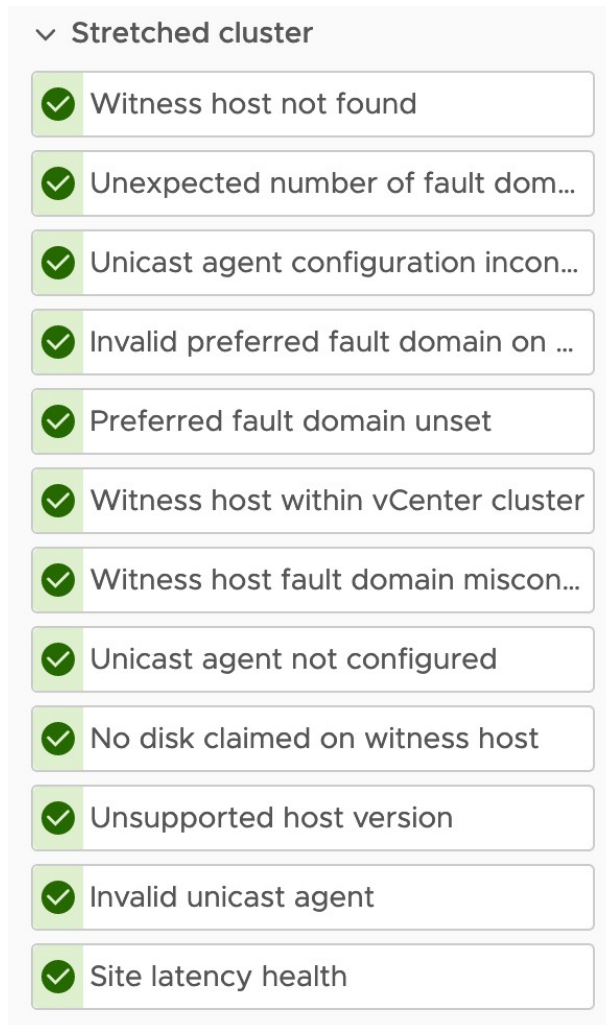 Stretched cluster
Witness host not found
Unexpected number of fault dom...
Unicast agent configuration incon...
Invalid preferred fault domain on ...
Preferred fault domain unset
Witness host within vCenter cluster
Witness host fault domain miscon...
Unicast agent not configured
No disk claimed on witness host
Unsupported host version
Invalid unicast agent
Site latency health